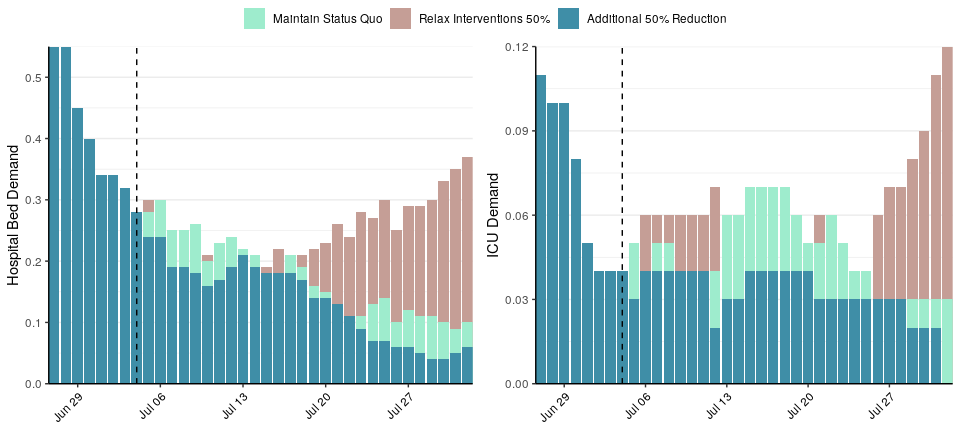 Maintain Status Quo Relax Interventions 50% Additional 50% Reduction
Hospital Bed Demand
0.5
0.4
0.3
0.2
0.1
0.0
Jun 29 Jul 06 Jul 13 Jul 20 Jul 27
ICU Demand
0.12
0.09
0.06
0.03
0.00
Jun 29 Jul 06 Jul 13 Jul 20 Jul 27